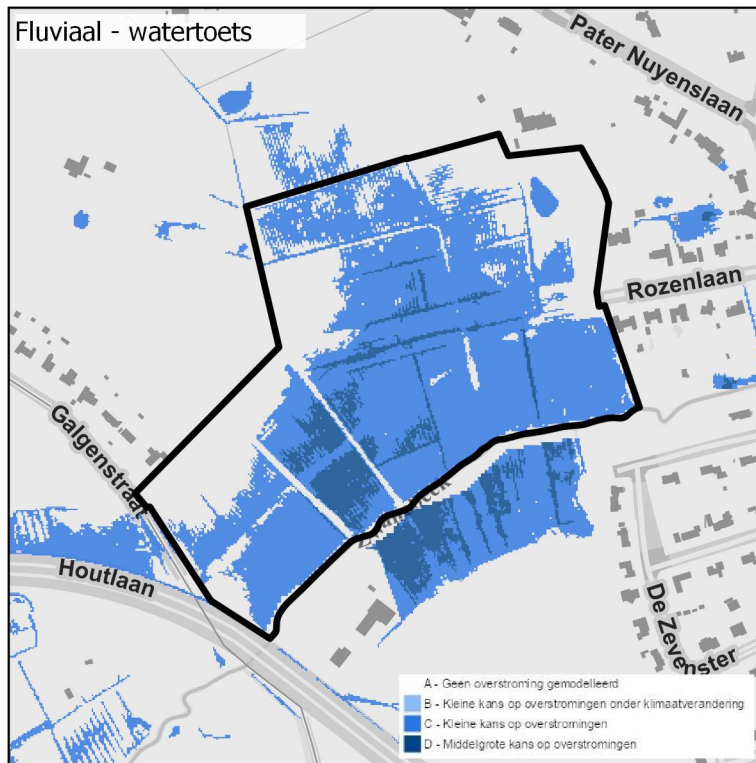 Fluviaal - watertoets
Pater Nuyenslaan
Rozenlaan
Galgenstraat
Houtlaan
De Zevenster
A - Geen overstroming gemodelleerd
B - Kleine kans op overstromingen onder klimaatverandering
C - Kleine kans op overstromingen
D - Middelgrote kans op overstromingen